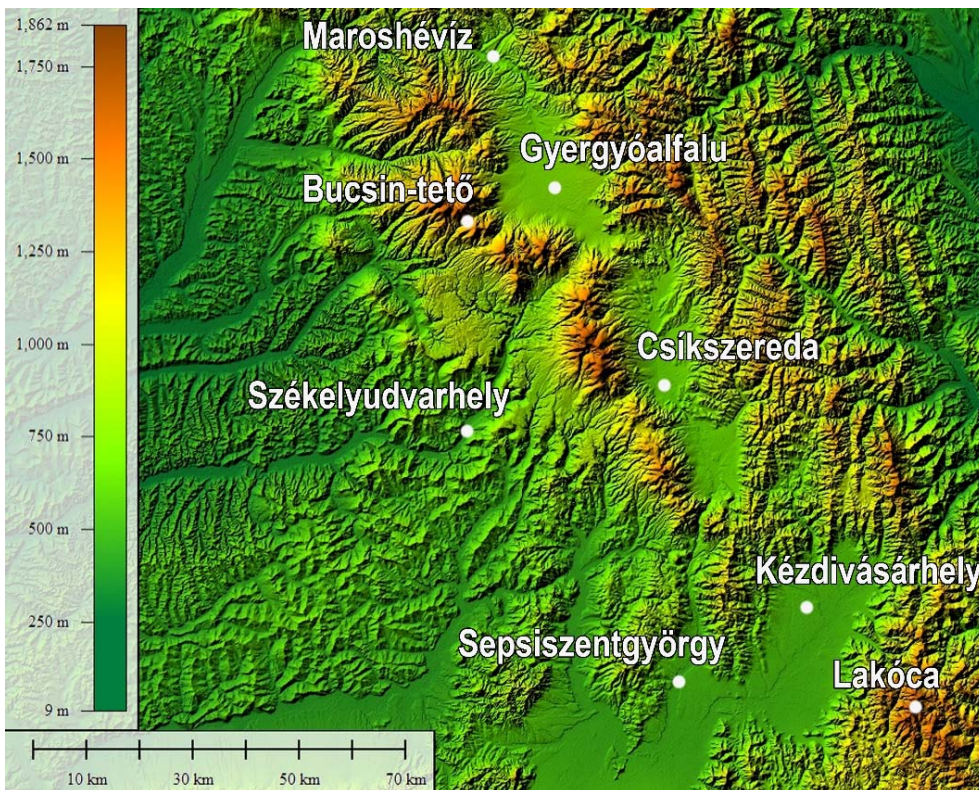 1,862 m
1,750 m
1,500 m
1,250 m
1,000 m
750 m
500 m
250 m
9 m
Maroshévíz
Gyergyóalfalu
Bucsin-tető
Csíkszereda
Székelyudvarhely
Kézdivásárhely
Sepsiszentgyörgy
Lakóca
10 km 30 km 50 km 70 km